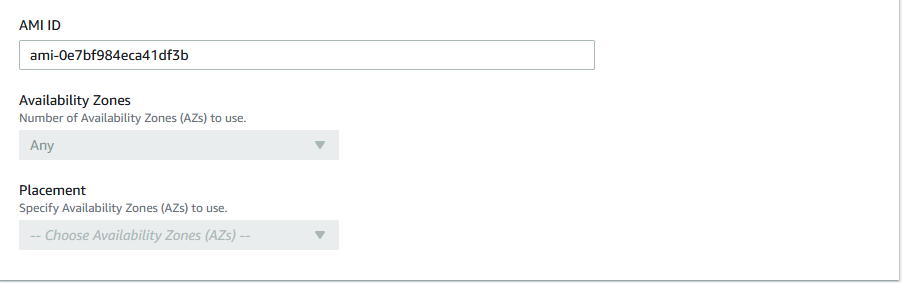 AMI ID
ami-0e7bf984eca41df3b
Availability Zones
Number of Availability Zones (AZs) to use.
Any
Placement
Specify Availability Zones (AZs) to use.
-- Choose Availability Zones (AZs) --